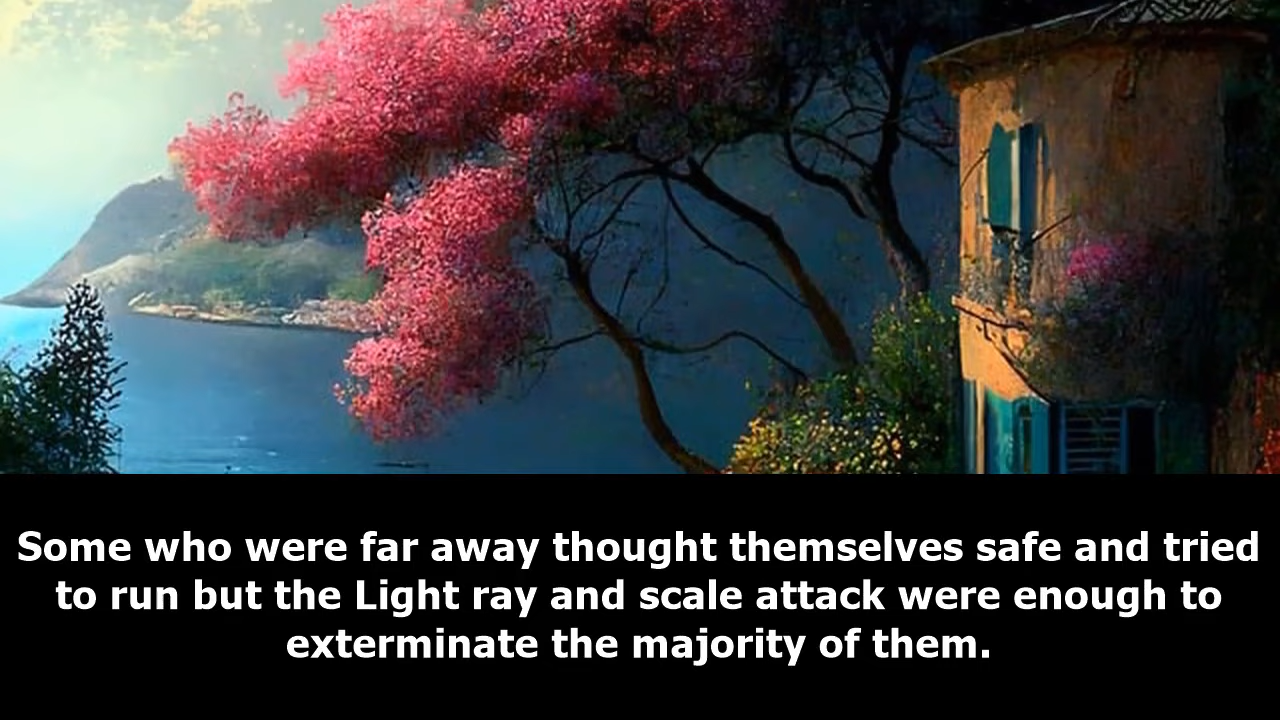 Some who were far away thought themselves safe and tried
to run but the Light ray and scale attack were enough to
exterminate the majority of them.